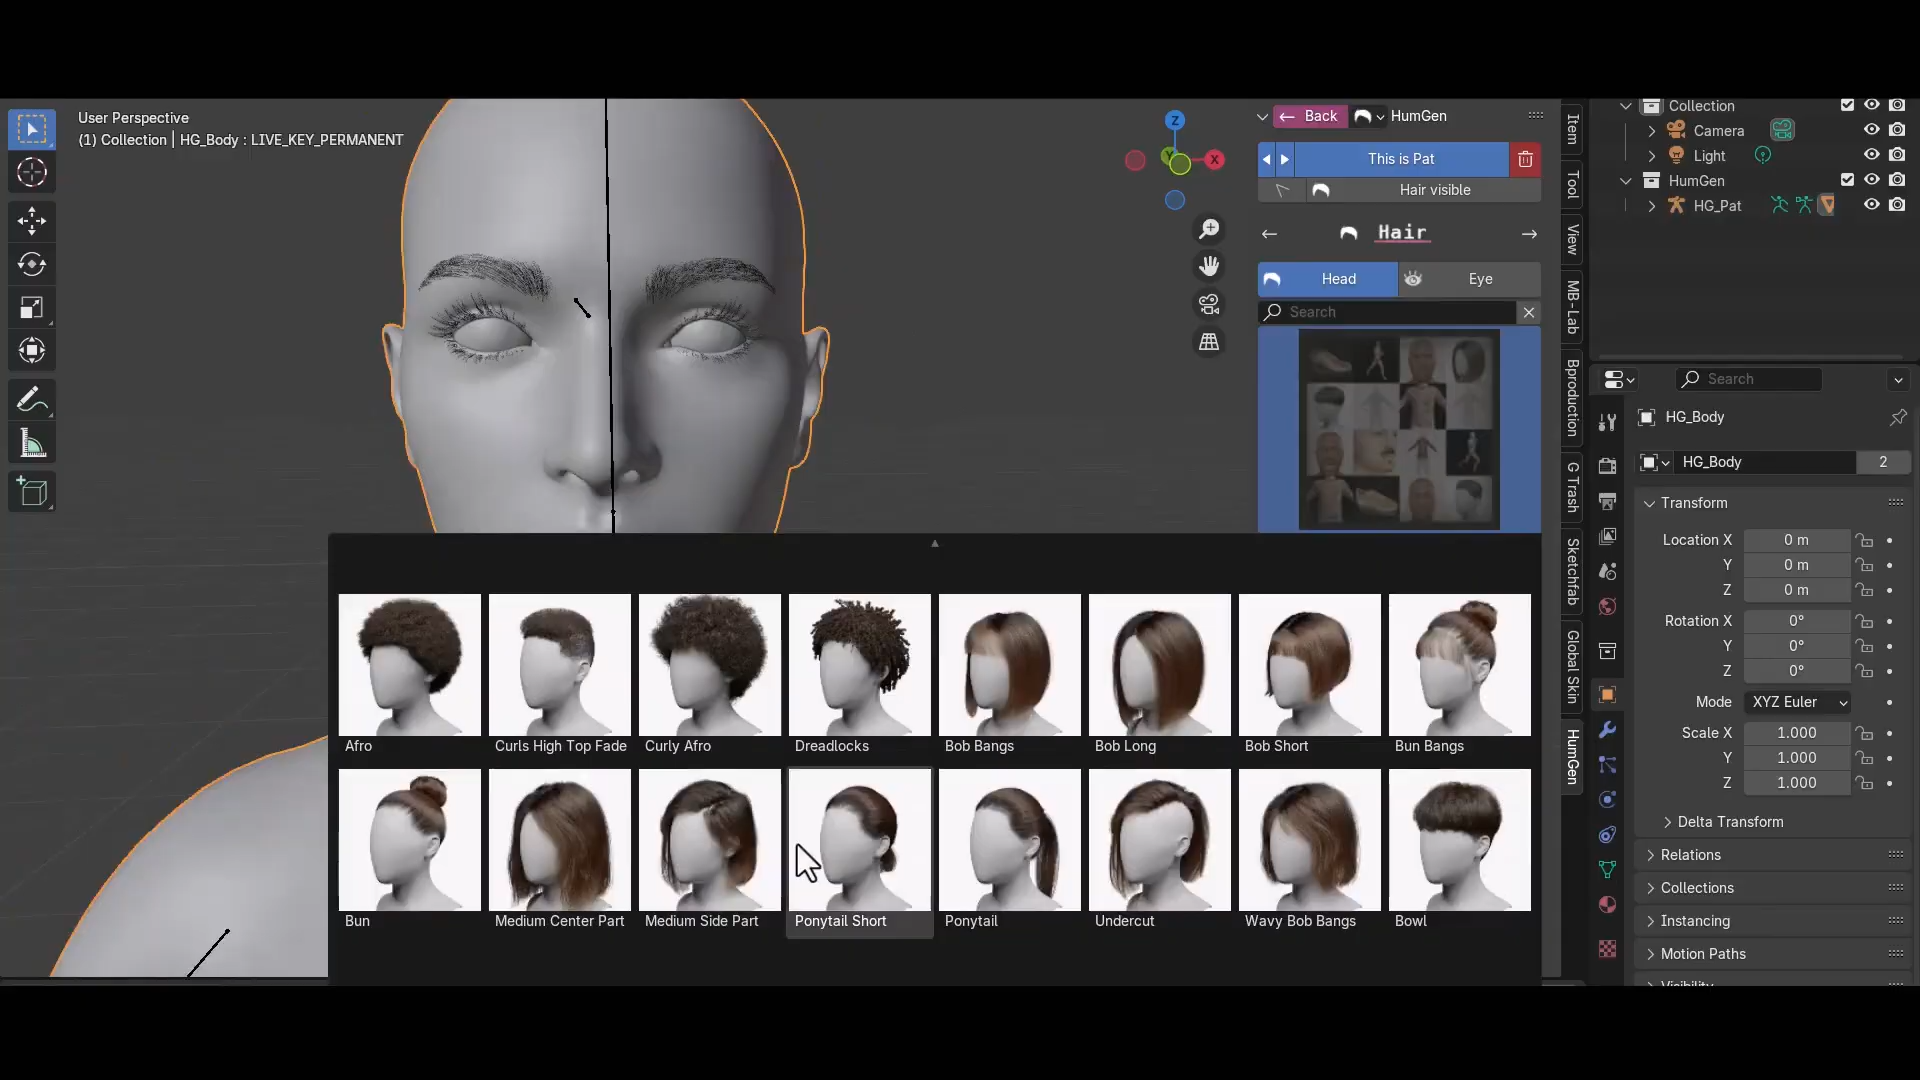 User Perspective
(1) Collection | HG_Body : LIVE_KEY_PERMANENT
Z
X
Back
HumGen
This is Pat
Hair visible
Hair
Head
Eye
Search
Afro
Curls High Top Fade
Curly Afro
Dreadlocks
Bob Bangs
Bob Long
Bob Short
Bun Bangs
Bun
Medium Center Part
Medium Side Part
Ponytail Short
Ponytail
Undercut
Wavy Bob Bangs
Bowl
Item
Tool
View
MB-Lab
Bproduction
G Trash
Sketchfab
Global Skin
HumGen
Collection
Camera
Light
HumGen
HG_Pat
Search
HG_Body
HG_Body 2
Transform
Location X 0 m
Y 0 m
Z 0 m
Rotation X 0°
Y 0°
Z 0°
Mode XYZ Euler
Scale X 1.000
Y 1.000
Z 1.000
Delta Transform
Relations
Collections
Instancing
Motion Paths